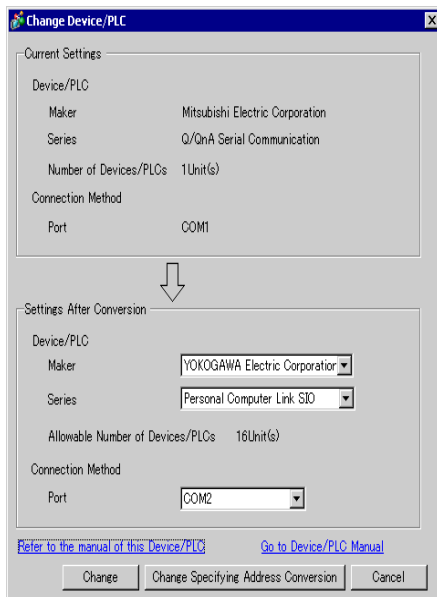 Change Device/PLC
Current Settings
Device/PLC
Maker Mitsubishi Electric Corporation
Series Q/QnA Serial Communication
Number of Devices/PLCs 1Unit(s)
Connection Method
Port COM1
Settings After Conversion
Device/PLC
Maker YOKOGAWA Electric Corporation
Series Personal Computer Link SIO
Allowable Number of Devices/PLCs 16Unit(s)
Connection Method
Port COM2
Refer to the manual of this Device/PLC Go to Device/PLC Manual
Change Change Specifying Address Conversion Cancel